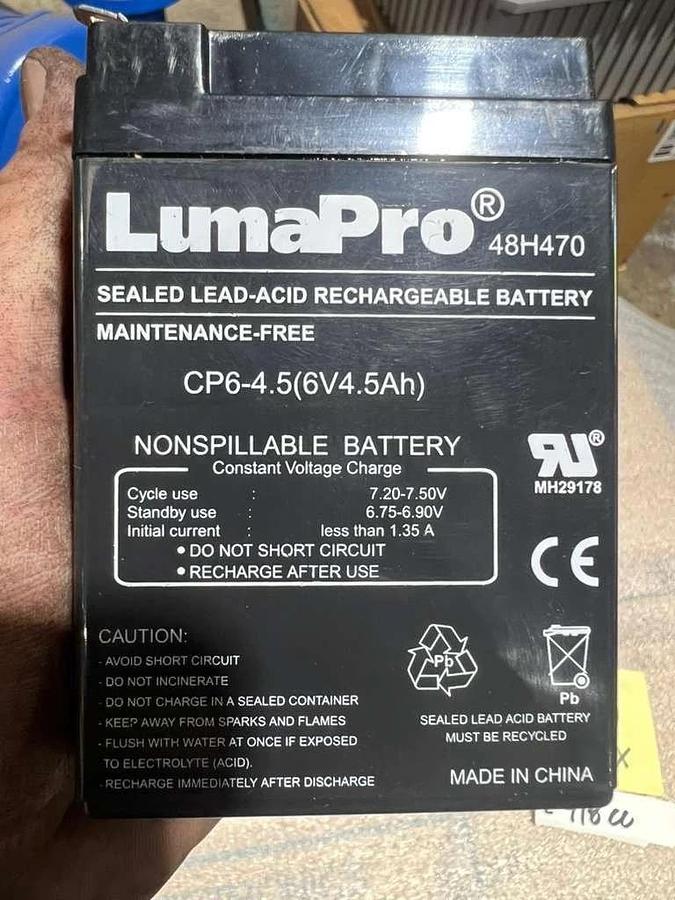 LumaPro® 48H470
SEALED LEAD-ACID RECHARGEABLE BATTERY
MAINTENANCE-FREE
CP6-4.5(6V4.5Ah)
NONSPILLABLE BATTERY
Constant Voltage Charge
Cycle use : 7.20-7.50V
Standby use : 6.75-6.90V
Initial current : less than 1.35 A
• DO NOT SHORT CIRCUIT
• RECHARGE AFTER USE
RU®
MH29178
CE
CAUTION:
- AVOID SHORT CIRCUIT
- DO NOT INCINERATE
- DO NOT CHARGE IN A SEALED CONTAINER
- KEEP AWAY FROM SPARKS AND FLAMES
- FLUSH WITH WATER AT ONCE IF EXPOSED
TO ELECTROLYTE (ACID).
- RECHARGE IMMEDIATELY AFTER DISCHARGE
Pb
Pb
SEALED LEAD ACID BATTERY
MUST BE RECYCLED
MADE IN CHINA